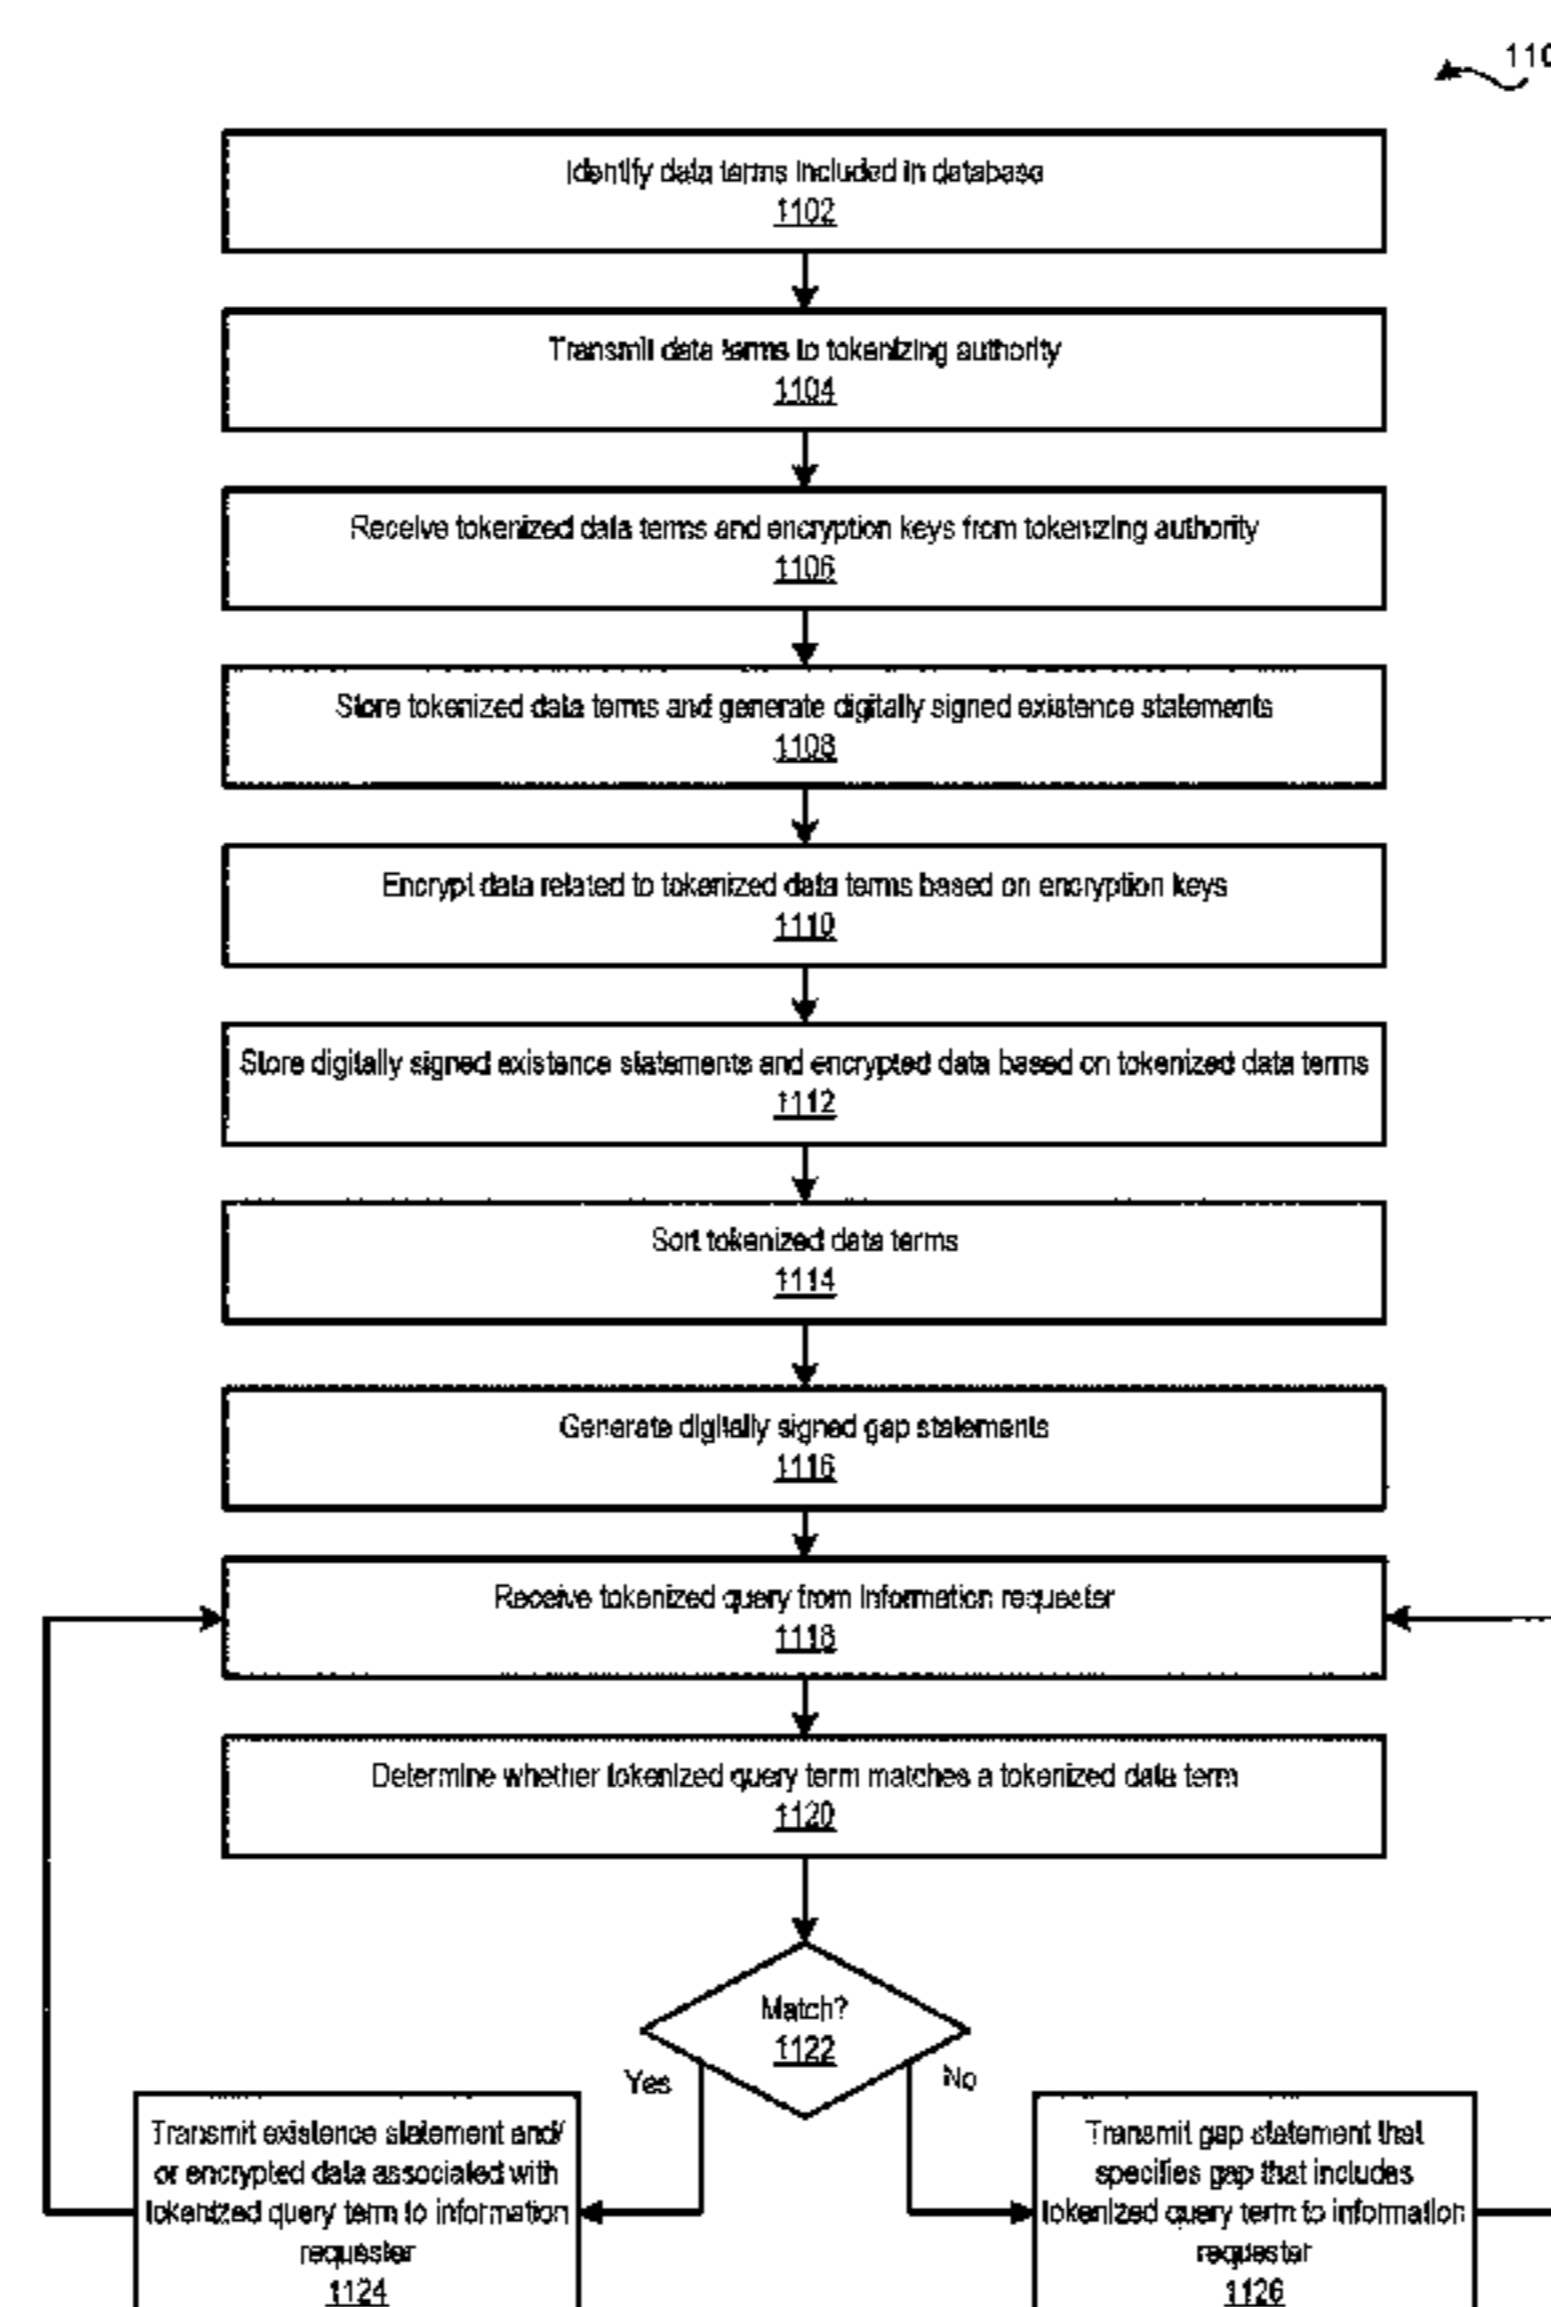 110
Identify data terms included in database
1102
Transmit data terms to tokenizing authority
1104
Receive tokenized data terms and encryption keys from tokenizing authority
1106
Store tokenized data terms and generate digitally signed existence statements
1108
Encrypt data related to tokenized data terms based on encryption keys
1110
Store digitally signed existence statements and encrypted data based on tokenized data terms
1112
Sort tokenized data terms
1114
Generate digitally signed gap statements
1116
Receive tokenized query from information requester
1118
Determine whether tokenized query term matches a tokenized data term
1120
Match?
1122
Yes
No
Transmit existence statement and/
or encrypted data associated with
tokenized query term to information
requester
1124
Transmit gap statement that
specifies gap that includes
tokenized query term to information
requester
1126